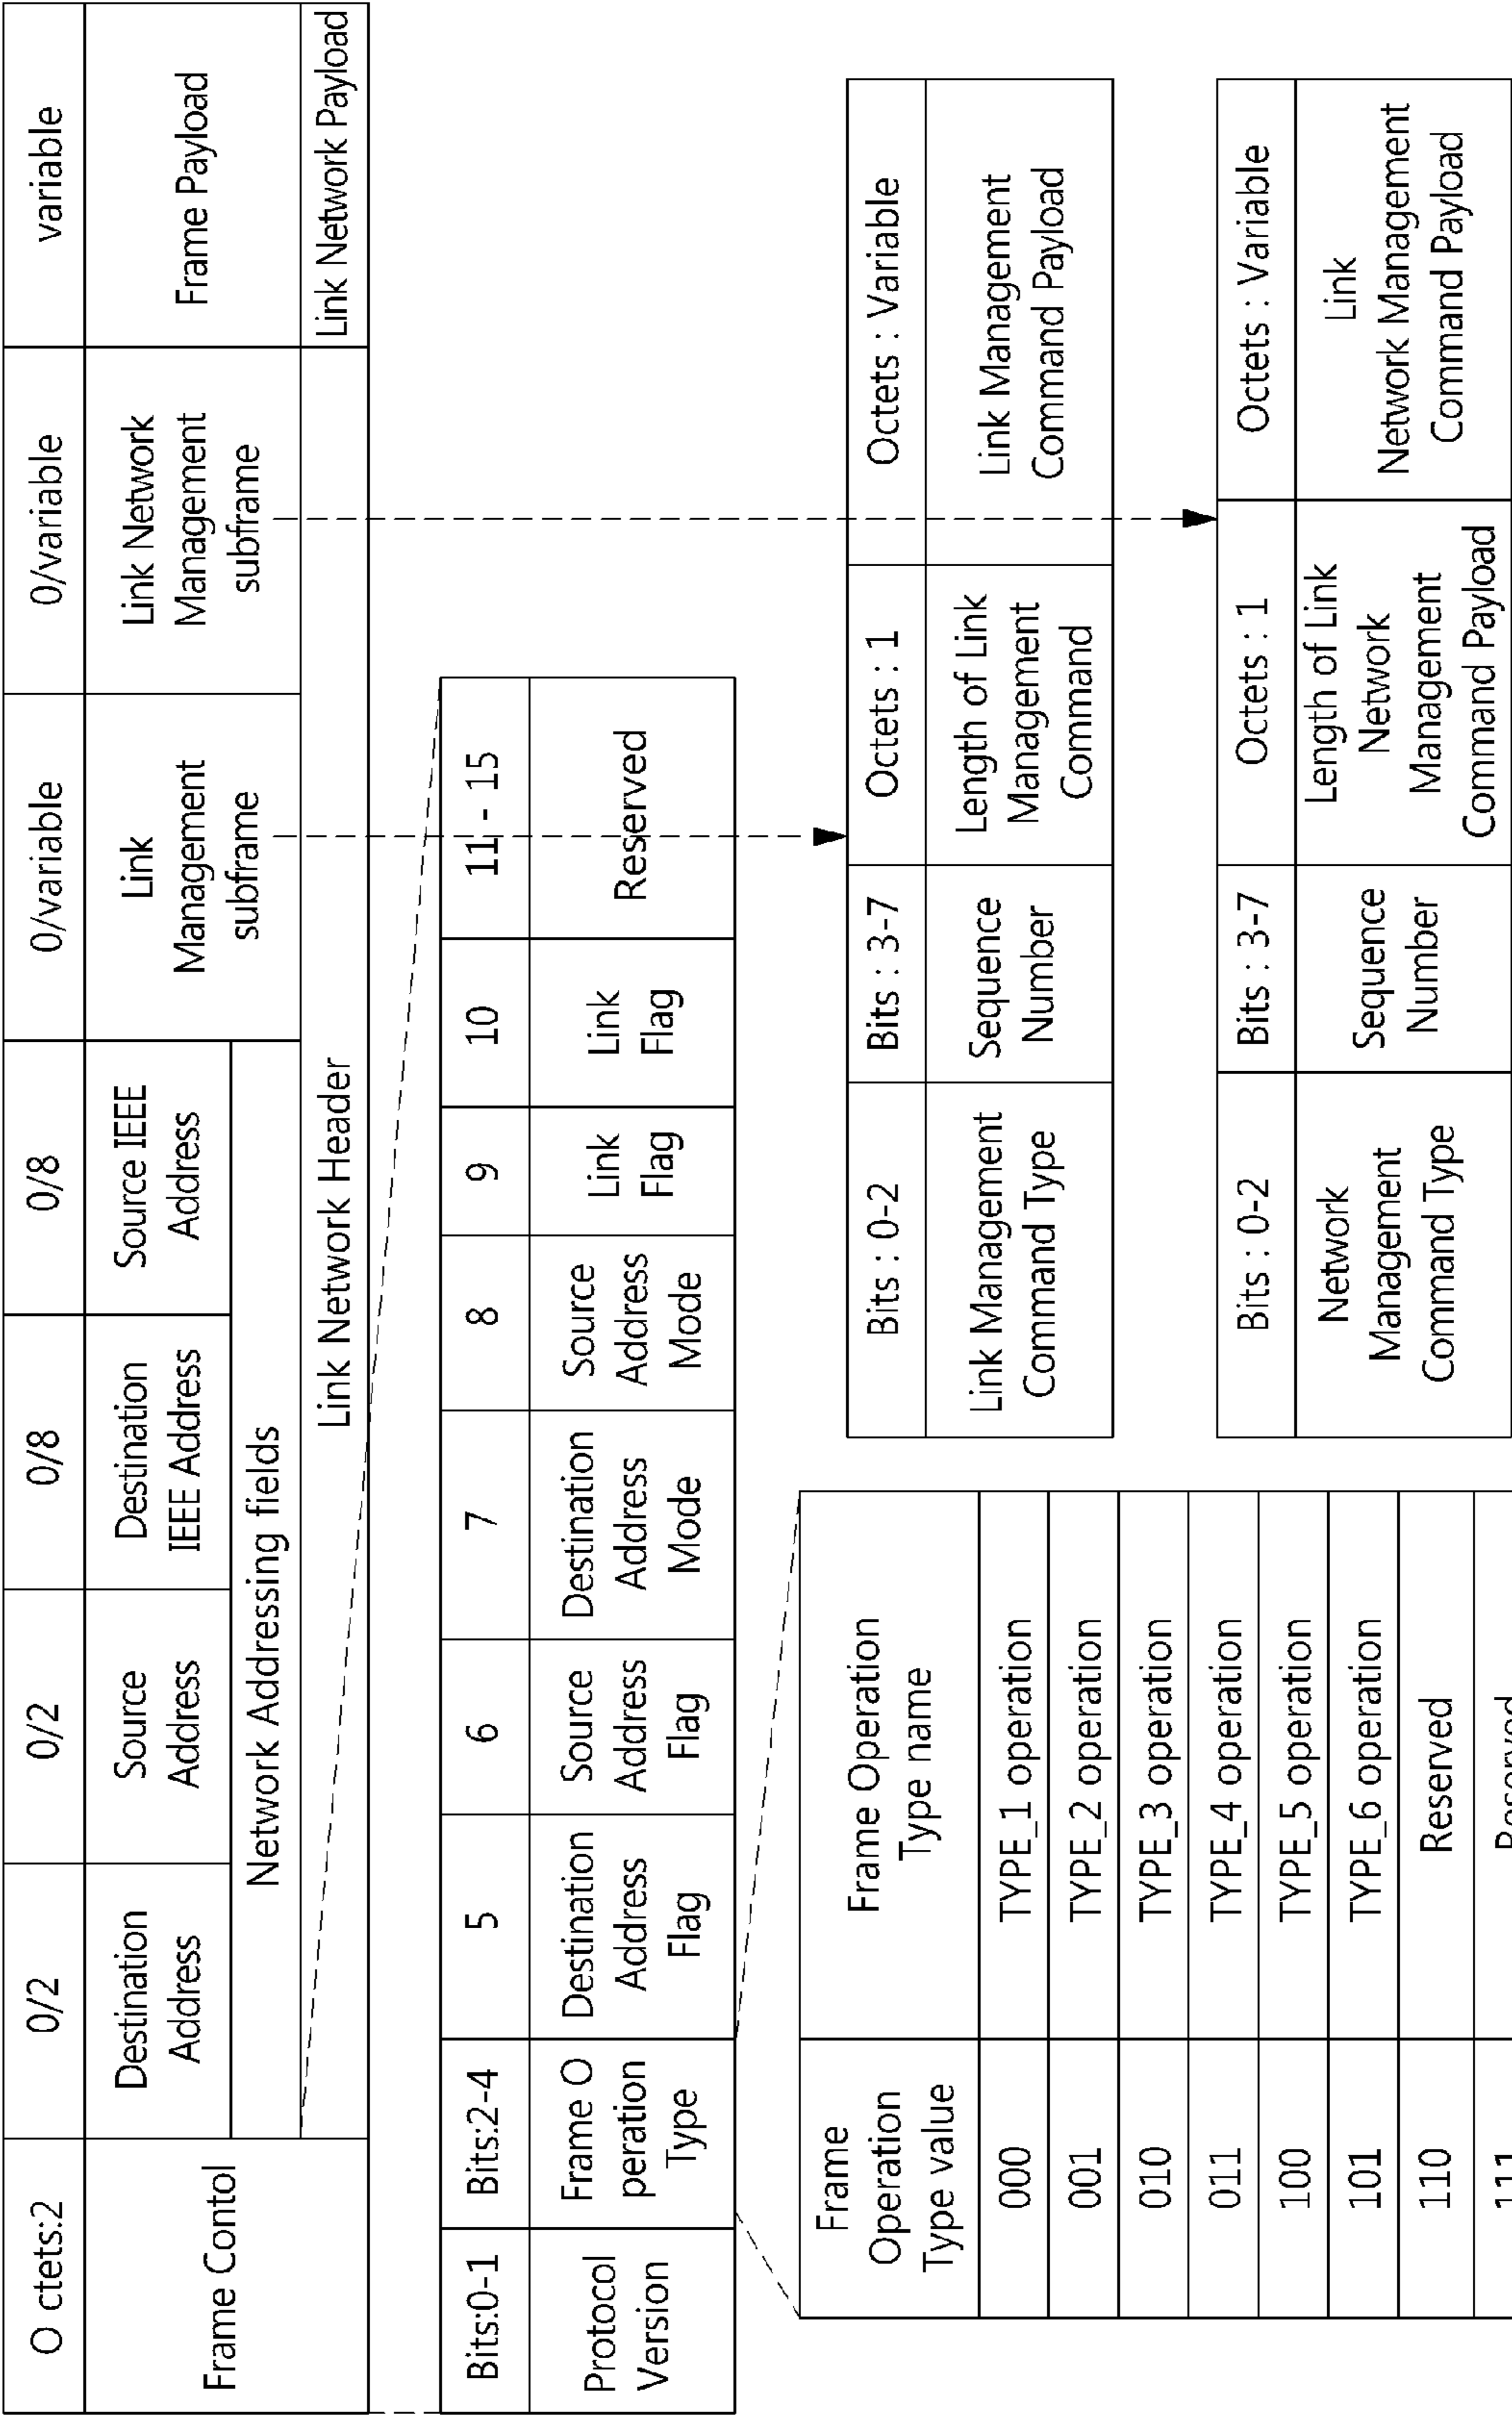 O ctets:2
0/2
0/2
0/8
0/8
0/variable
0/variable
variable
Frame Contol
Destination
Address
Source
Address
Destination
IEEE Address
Source IEEE
Address
Link
Management
subframe
Link Network
Management
subframe
Frame Payload
Network Addressing fields
Link Network Header
Link Network Payload
Bits:0-1
Bits:2-4
5
6
7
8
9
10
11 - 15
Protocol
Version
Frame O
peration
Type
Destination
Address
Flag
Source
Address
Flag
Destination
Address
Mode
Source
Address
Mode
Link
Flag
Link
Flag
Reserved
Frame
Operation
Type value
Frame Operation
Type name
000
TYPE_1 operation
001
TYPE_2 operation
010
TYPE_3 operation
011
TYPE_4 operation
100
TYPE_5 operation
101
TYPE_6 operation
110
Reserved
111
Reserved
Bits : 0-2
Bits : 3-7
Octets : 1
Octets : Variable
Link Management
Command Type
Sequence
Number
Length of Link
Management
Command
Link Management
Command Payload
Bits : 0-2
Bits : 3-7
Octets : 1
Octets : Variable
Network
Management
Command Type
Sequence
Number
Length of Link
Network
Management
Command Payload
Link
Network Management
Command Payload